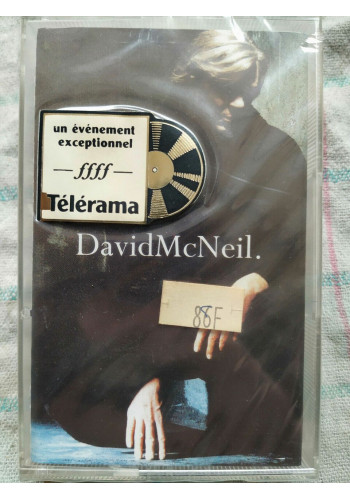 un événement
exceptionnel
ffff
Télérama
DavidMcNeil.
88F